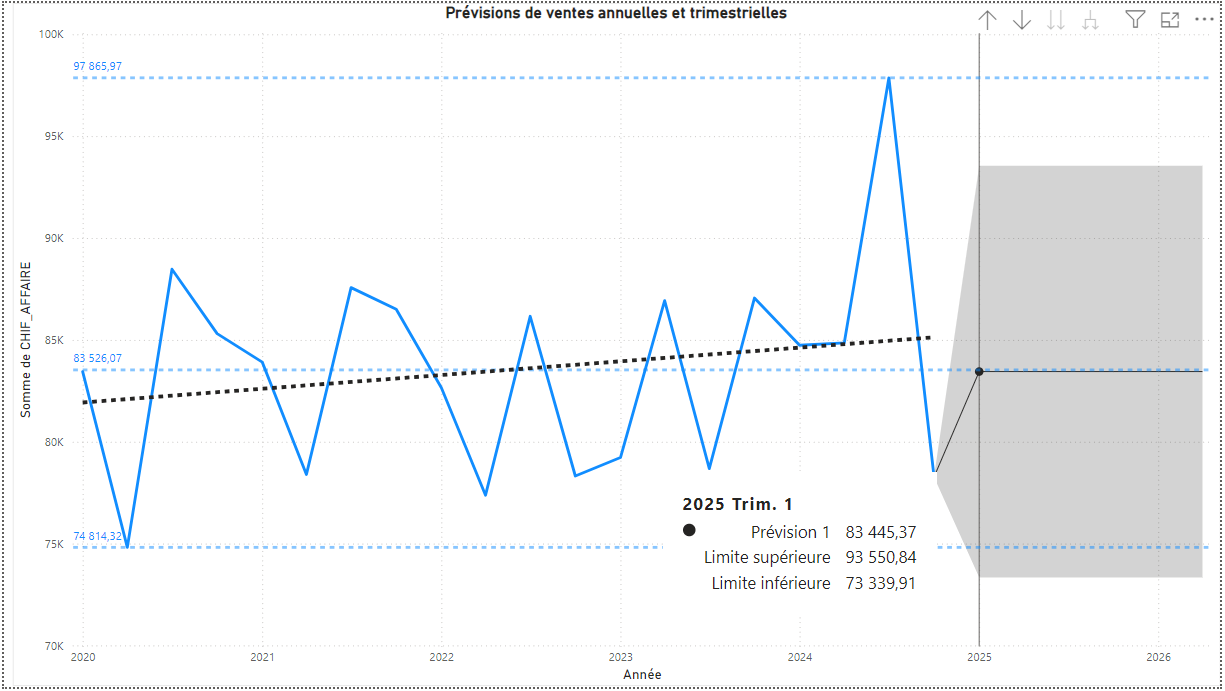 Prévisions de ventes annuelles et trimestrielles
100K
97 865,97
95K
90K
85K
83 526,07
80K
74 814,32
75K
70K
Somme de CHIF_AFFAIRE
2025 Trim. 1
Prévision 1 83 445,37
Limite supérieure 93 550,84
Limite inférieure 73 339,91
2020 2021 2022 2023 2024 2025 2026
Année